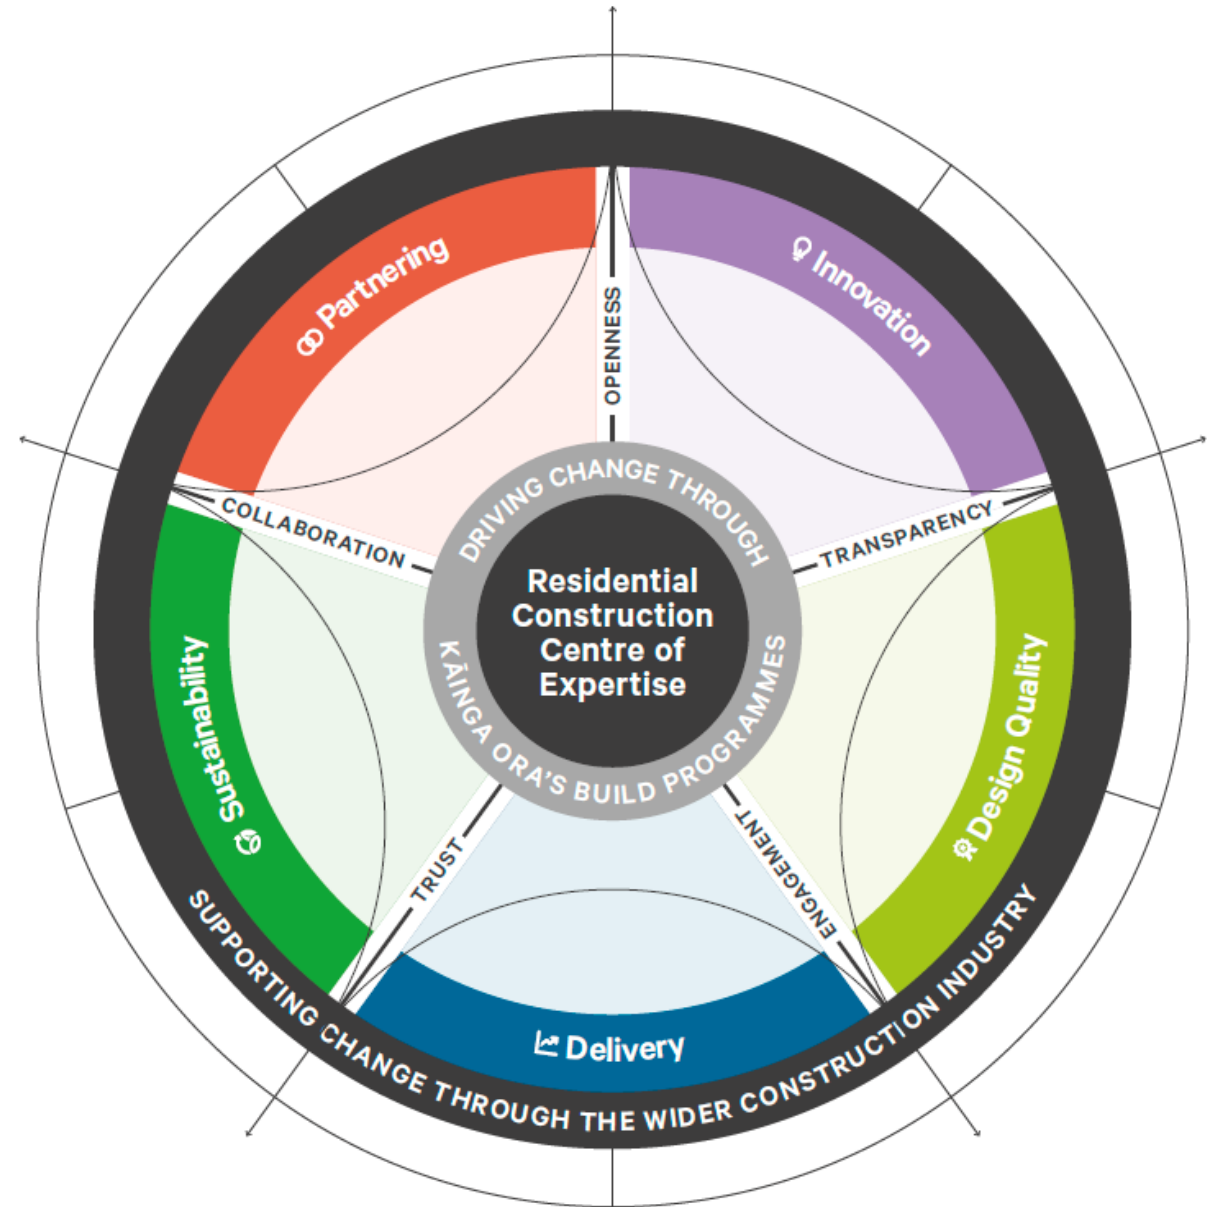 Partnering
Innovation
OPENNESS
COLLABORATION
TRANSPARENCY
DRIVING CHANGE THROUGH
KĀINGA ORA'S BUILD PROGRAMMES
Residential
Construction
Centre of
Expertise
Sustainability
Design Quality
TRUST
ENGAGEMENT
Delivery
SUPPORTING CHANGE THROUGH THE WIDER CONSTRUCTION INDUSTRY